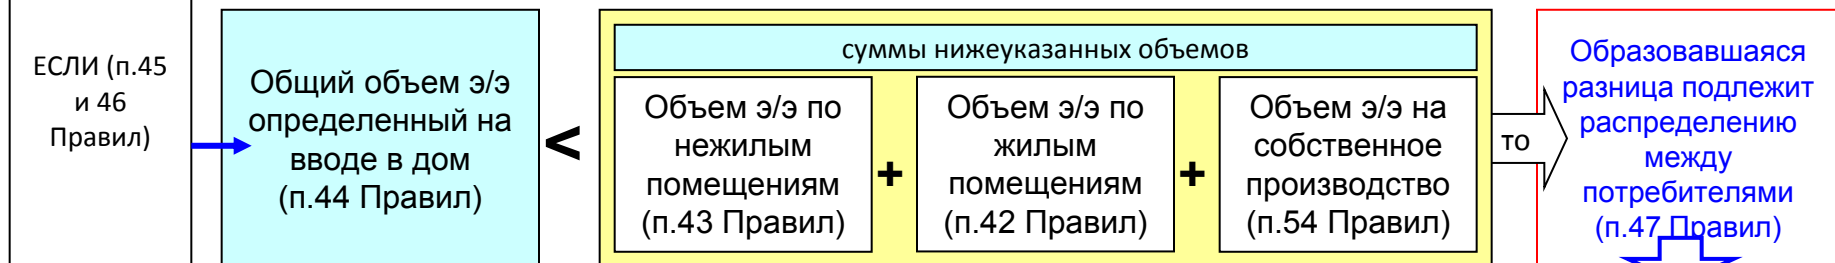 ЕСЛИ (п.45
и 46
Правил)
Общий объем э/э
определенный на
вводе в дом
(п.44 Правил)
<
суммы нижеуказанных объемов
Объем э/э по
нежилым
помещениям
(п.43 Правил)
+
Объем э/э по
жилым
помещениям
(п.42 Правил)
+
Объем э/э на
собственное
производство
(п.54 Правил)
то
Образовавшаяся
разница подлежит
распределению
между
потребителями
(п.47 Правил)